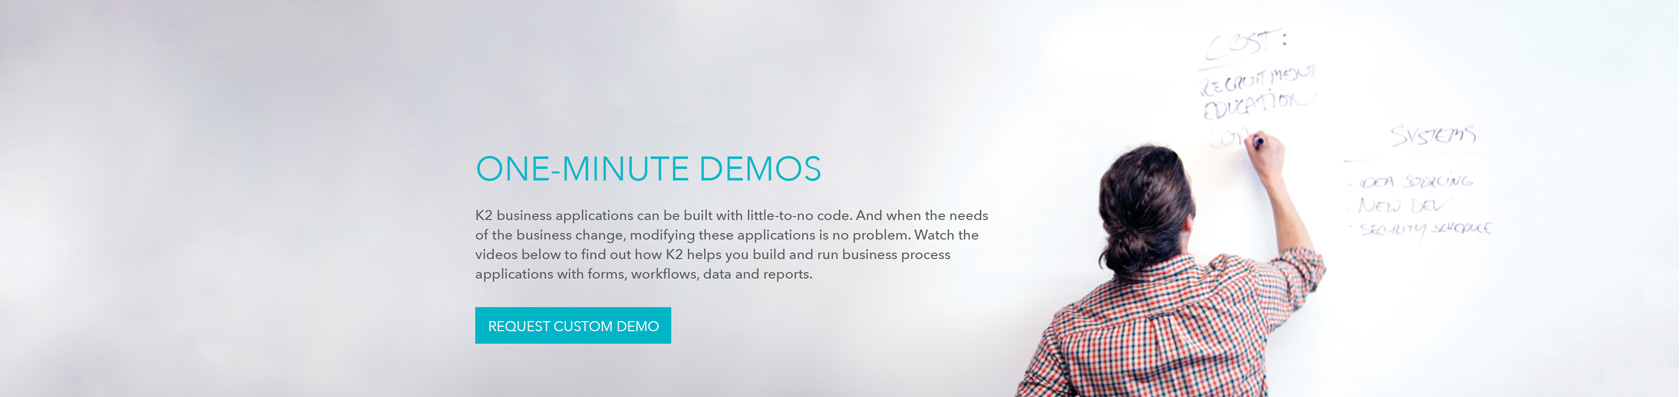 ONE-MINUTE DEMOS
K2 business applications can be built with little-to-no code. And when the needs
of the business change, modifying these applications is no problem. Watch the
videos below to find out how K2 helps you build and run business process
applications with forms, workflows, data and reports.
REQUEST CUSTOM DEMO
COST:
RECRUITMENT
EDUCATION
SYSTEMS
· IDEA SOURCING
· NEW DEV
· SECURITY SCHEDULE